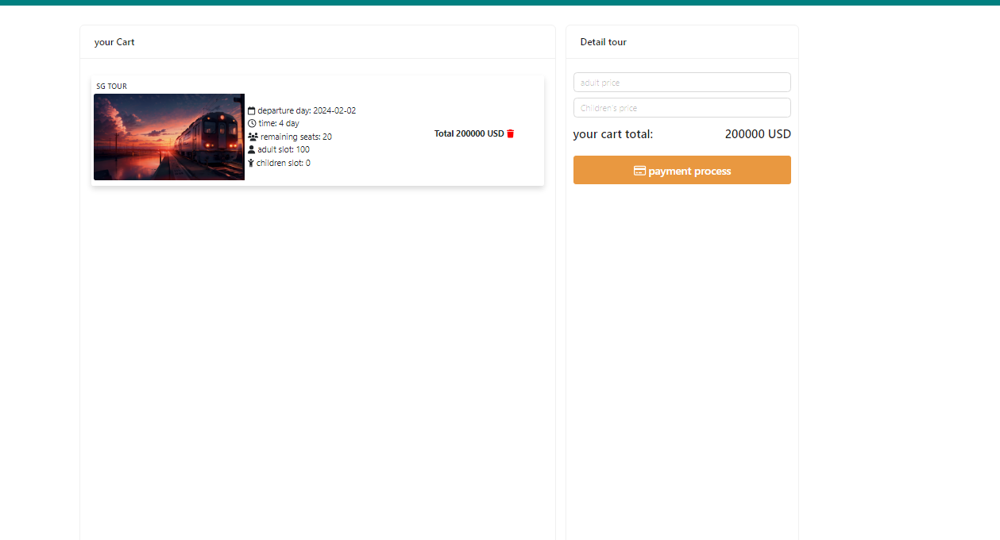 your Cart
SG TOUR
departure day: 2024-02-02
time: 4 day
remaining seats: 20
adult slot: 100
children slot: 0
Total 200000 USD
Detail tour
adult price
Children's price
your cart total: 200000 USD
payment process